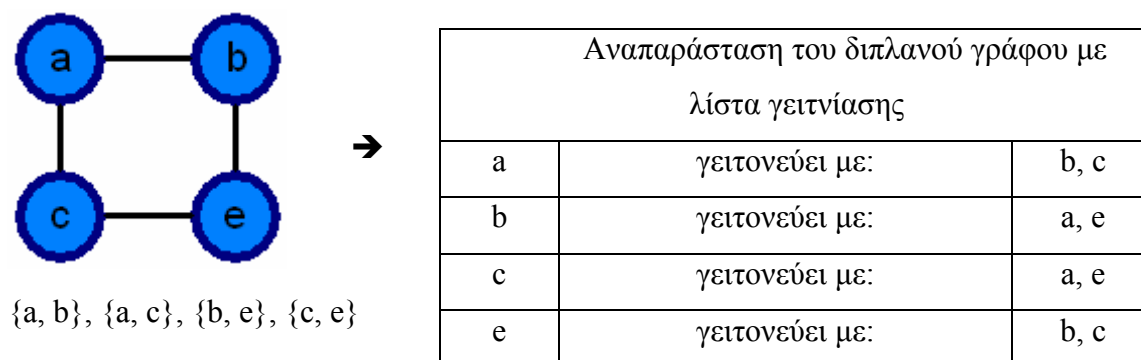 a b
c e
{a, b}, {a, c}, {b, e}, {c, e}
➔
Αναπαράσταση του διπλανού γράφου με
λίστα γειτνίασης
a γειτονεύει με: b, c
b γειτονεύει με: a, e
c γειτονεύει με: a, e
e γειτονεύει με: b, c